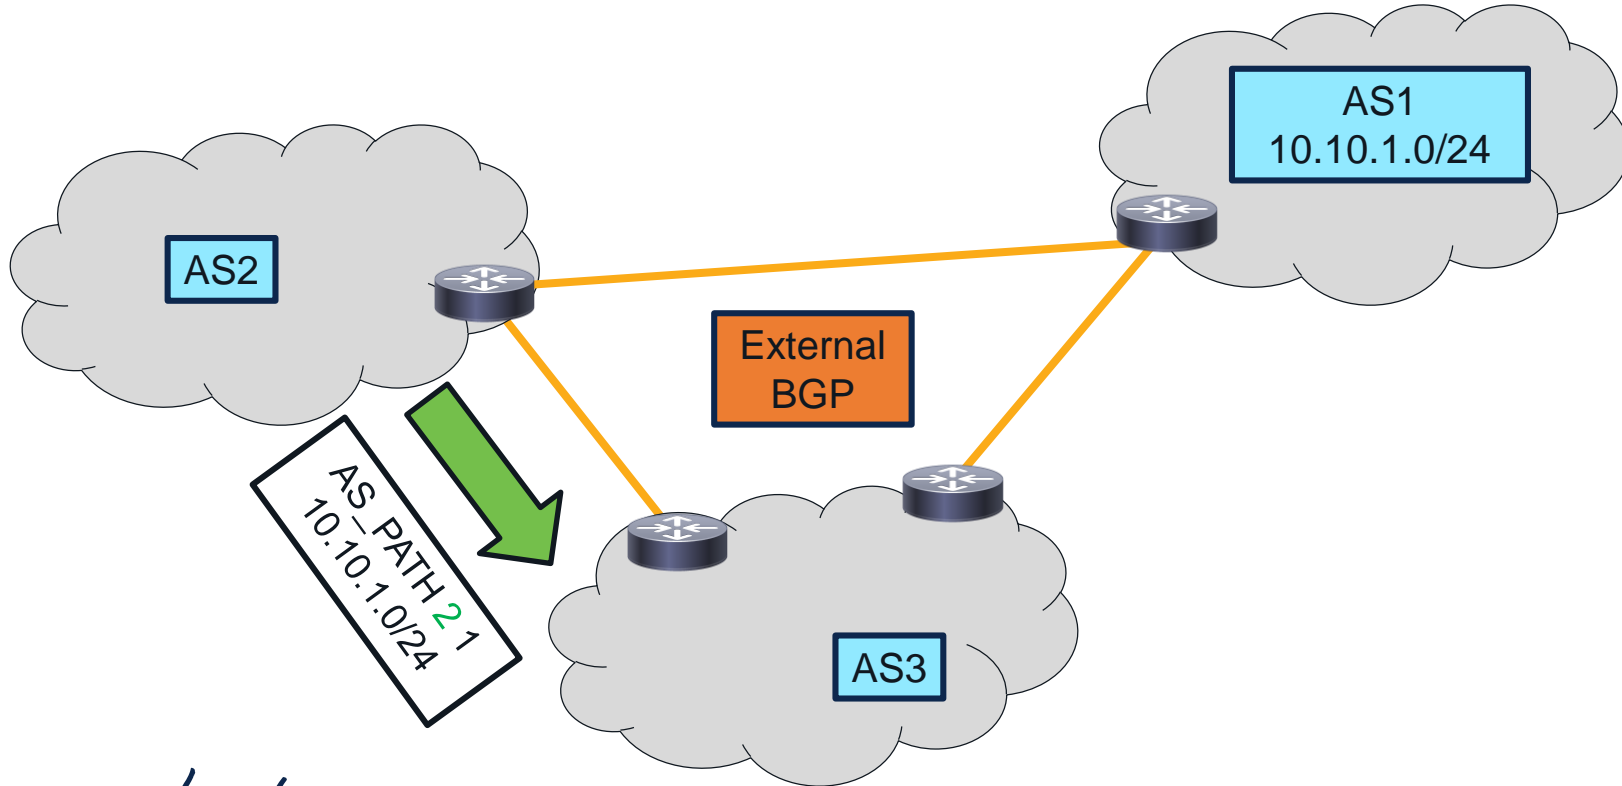 AS1
10.10.1.0/24
AS2
External
BGP
AS_PATH 2 1
10.10.1.0/24
AS3